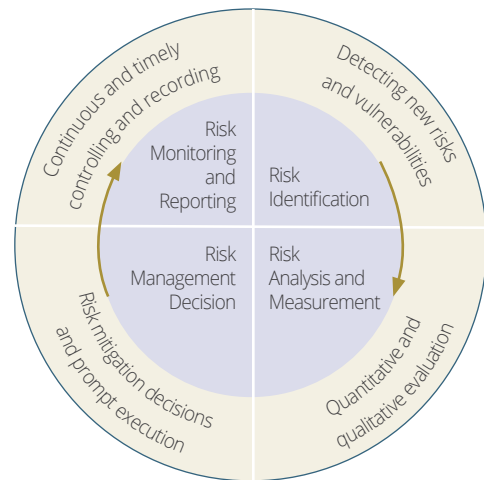 Continuous and timely
controlling and recording
Detecting new risks
and vulnerabilities
Risk
Monitoring
and
Reporting
Risk
Identification
Risk
Management
Decision
Risk
Analysis and
Measurement
Risk mitigation decisions
and prompt execution
Quantitative and
qualitative evaluation